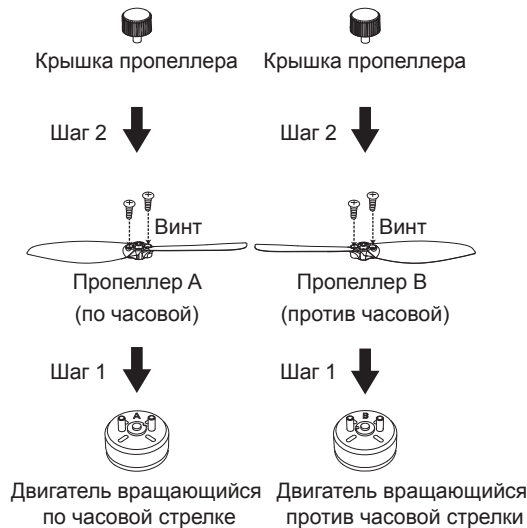 Крышка пропеллера
Крышка пропеллера
Шаг 2
Шаг 2
Винт
Винт
Пропеллер A
(по часовой)
Пропеллер B
(против часовой)
Шаг 1
Шаг 1
A
B
Двигатель вращающийся
по часовой стрелке
Двигатель вращающийся
против часовой стрелки